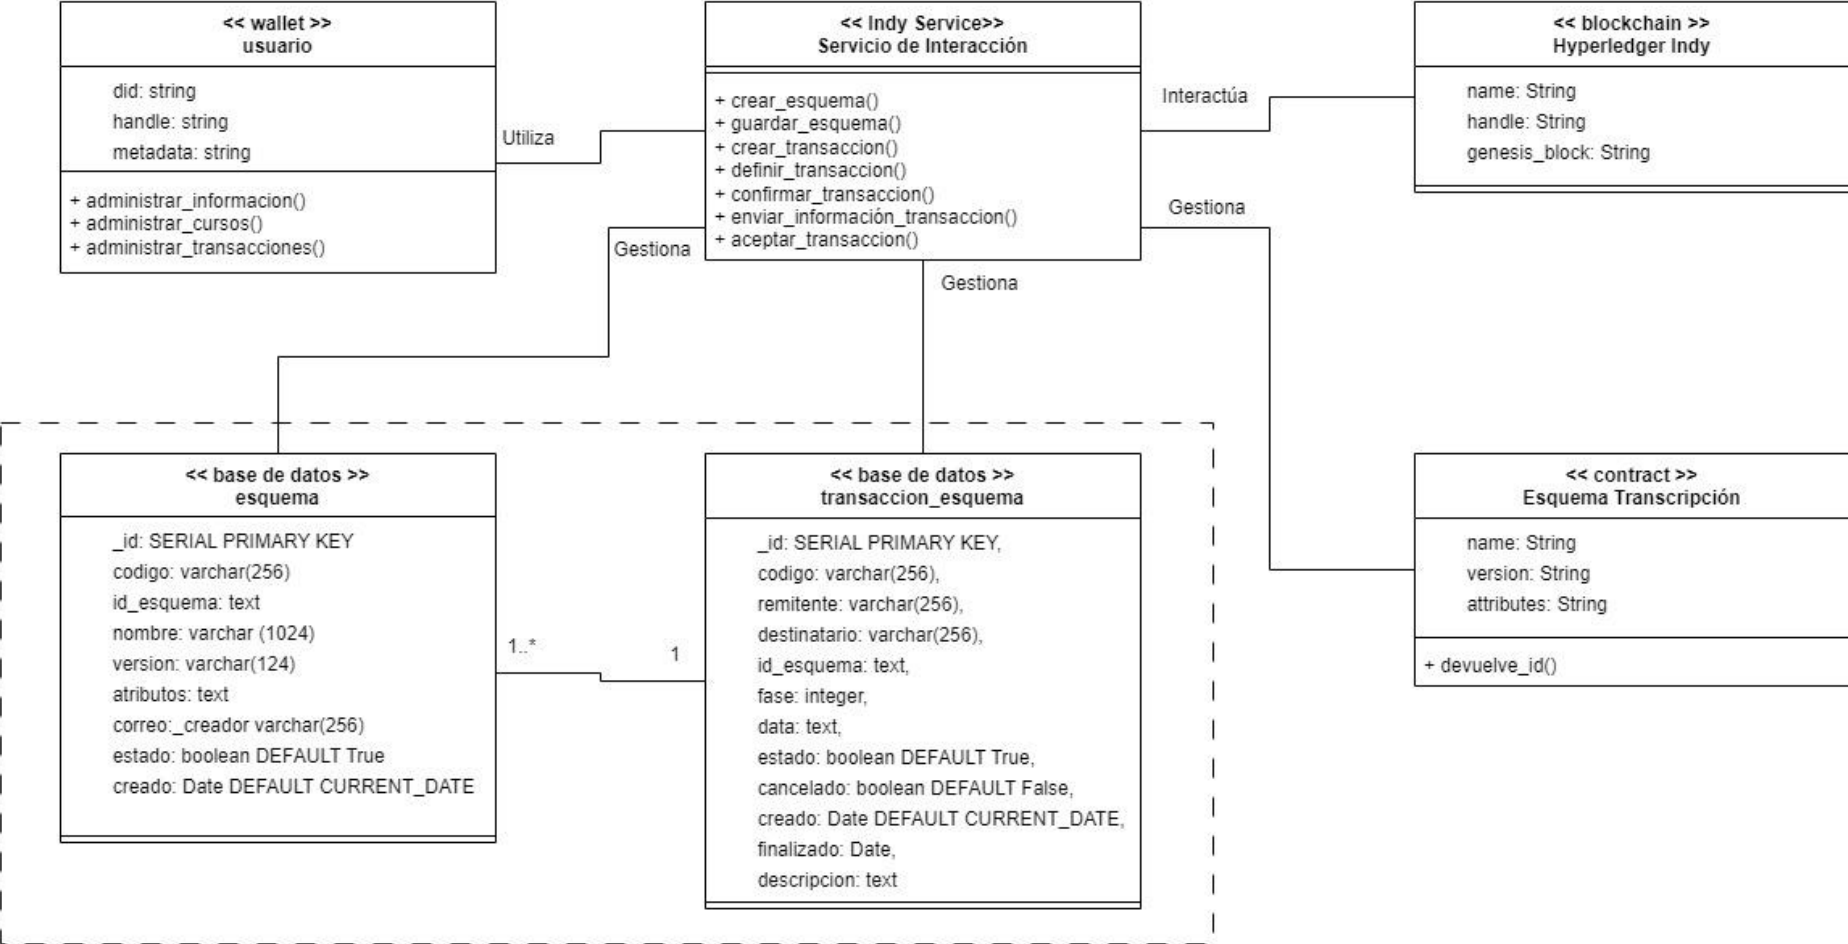 << wallet >>
usuario
did: string
handle: string
metadata: string
+ administrar_informacion()
+ administrar_cursos()
+ administrar_transacciones()
Utiliza
<< Indy Service>>
Servicio de Interacción
+ crear_esquema()
+ guardar_esquema()
+ crear_transaccion()
+ definir_transaccion()
+ confirmar_transaccion()
+ enviar_información_transaccion()
+ aceptar_transaccion()
Interactúa
<< blockchain >>
Hyperledger Indy
name: String
handle: String
genesis_block: String
Gestiona
Gestiona
Gestiona
<< base de datos >>
esquema
_id: SERIAL PRIMARY KEY
codigo: varchar(256)
id_esquema: text
nombre: varchar (1024)
version: varchar(124)
atributos: text
correo:_creador varchar(256)
estado: boolean DEFAULT True
creado: Date DEFAULT CURRENT_DATE
1..*
1
<< base de datos >>
transaccion_esquema
_id: SERIAL PRIMARY KEY,
codigo: varchar(256),
remitente: varchar(256),
destinatario: varchar(256),
id_esquema: text,
fase: integer,
data: text,
estado: boolean DEFAULT True,
cancelado: boolean DEFAULT False,
creado: Date DEFAULT CURRENT_DATE,
finalizado: Date,
descripcion: text
<< contract >>
Esquema Transcripción
name: String
version: String
attributes: String
+ devuelve_id()